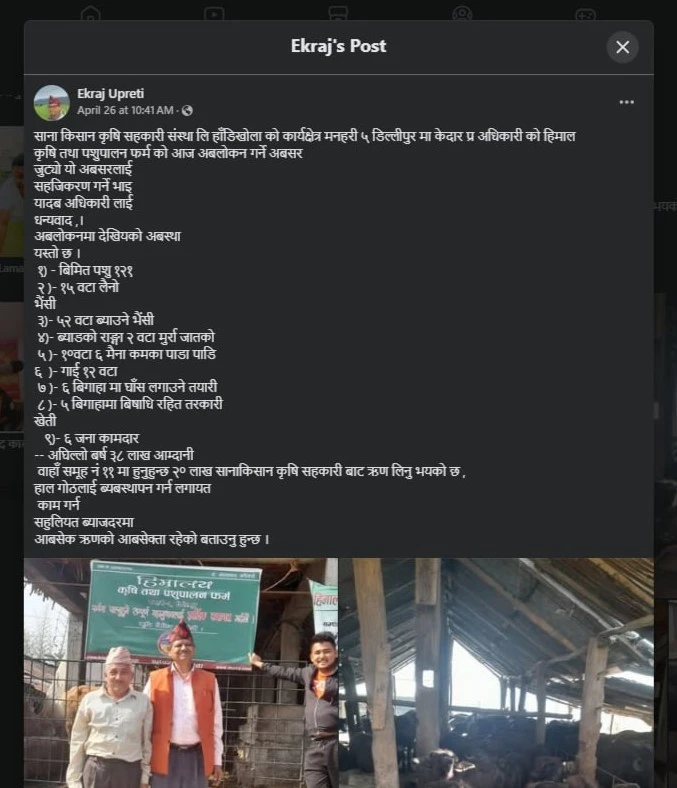 Ekraj's Post
Ekraj Upreti
April 26 at 10:41 AM ·
साना किसान कृषि सहकारी संस्था लि हाँडिखोला को कार्यक्षेत्र मनहरी ५ डिल्लीपुर मा केदार प्र अधिकारी को हिमाल
कृषि तथा पशुपालन फर्म को आज अबलोकन गर्ने अबसर
जुट्यो यो अबसरलाई
सहजिकरण गर्ने भाइ
यादब अधिकारी लाई
धन्यवाद ,।
अबलोकनमा देखियको अबस्था
यस्तो छ ।
१) - बिमित पशु १२१
२ )- १५ वटा लैनो
भैंसी
३)- ५२ वटा ब्याउने भैंसी
४)- ब्याडको राङ्गा २ वटा मुर्रा जातको
५ )- १०वटा ६ मैना कमका पाडा पाडि
६ )- गाई १२ वटा
७ )- ६ बिगाहा मा घाँस लगाउने तयारी
८ )- ५ बिगाहामा बिषाधि रहित तरकारी
खेती
९)- ६ जना कामदार
-- अघिल्लो बर्ष ३८ लाख आम्दानी
वाहाँ समूह नं ११ मा हुनुहुन्छ २० लाख सानाकिसान कृषि सहकारी बाट ऋण लिनु भयको छ ,
हाल गोठलाई ब्यबस्थापन गर्न लगायत
काम गर्न
सहुलियत ब्याजदरमा
आबसेक ऋणको आबसेक्ता रहेको बताउनु हुन्छ ।
हिमालय
कृषि तथा पशुपालन फर्म